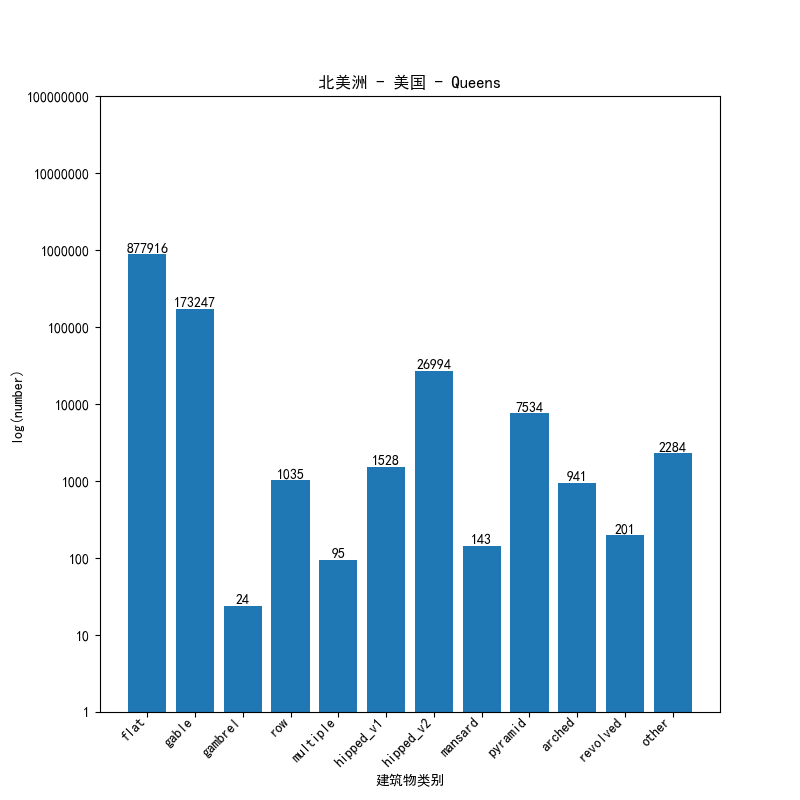 北美洲 - 美国 - Queens
100000000
10000000
1000000
100000
10000
1000
100
10
1
log(number)
877916
173247
24
1035
95
1528
26994
143
7534
941
201
2284
flat
gable
gambrel
row
multiple
hipped_v1
hipped_v2
mansard
pyramid
arched
revolved
other
建筑物类别